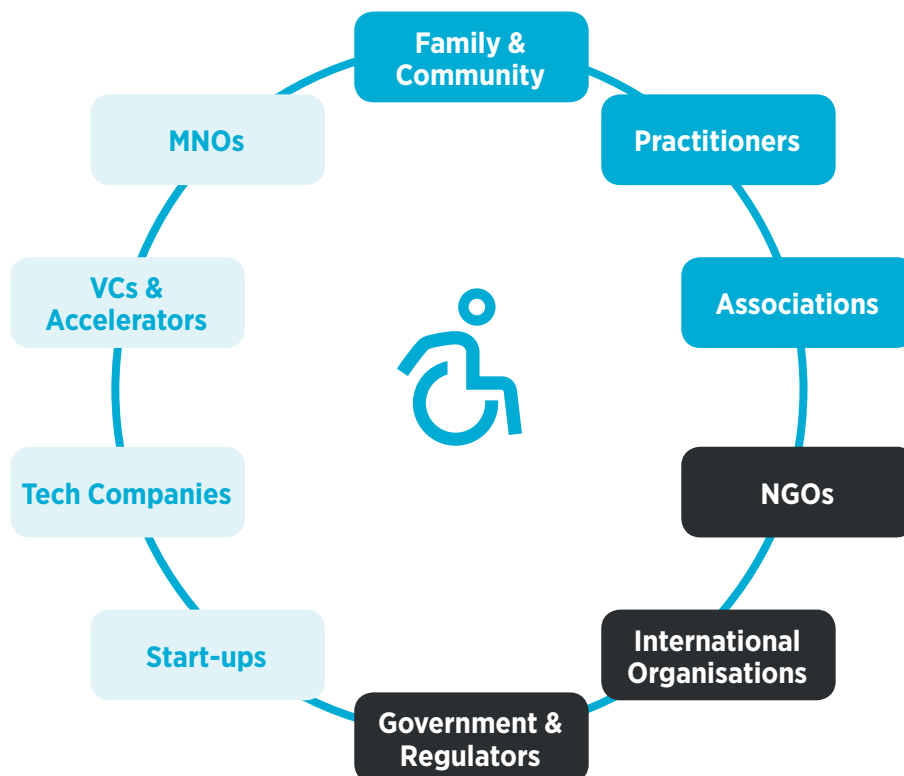 Family &
Community
Practitioners
Associations
NGOs
International
Organisations
Government &
Regulators
Start-ups
Tech Companies
VCs &
Accelerators
MNOs